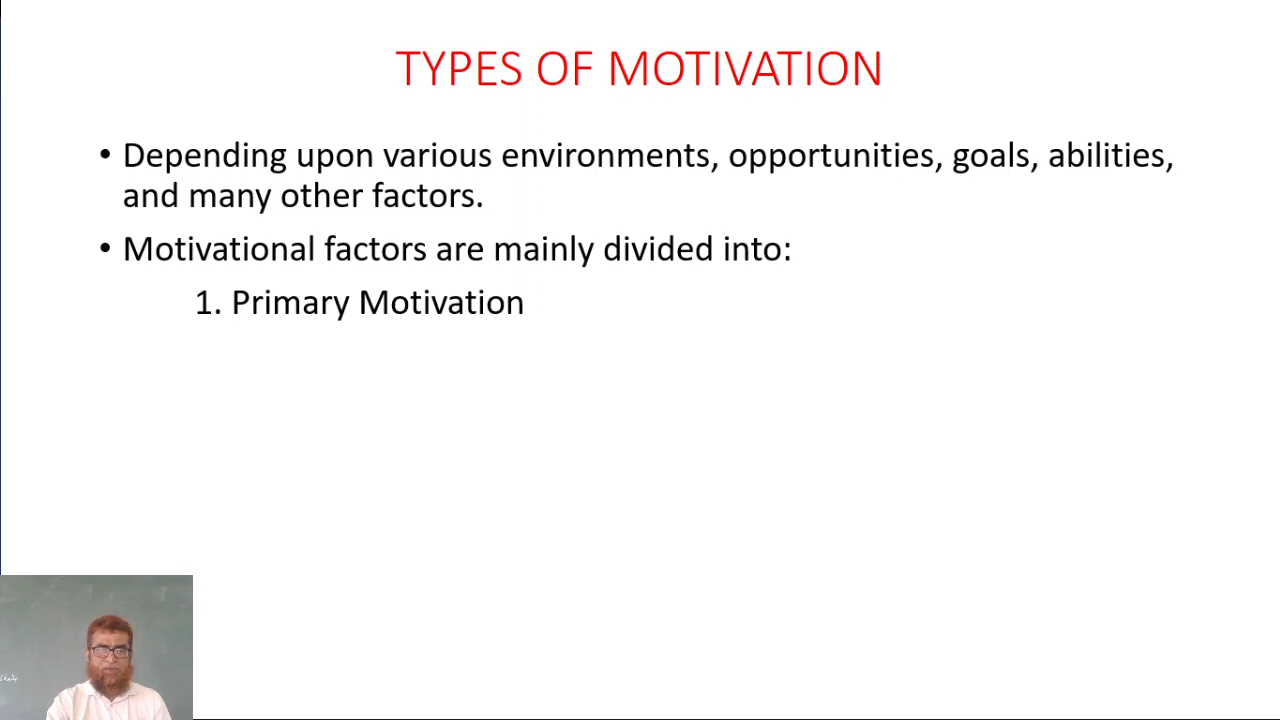 TYPES OF MOTIVATION
• Depending upon various environments, opportunities, goals, abilities,
and many other factors.
• Motivational factors are mainly divided into:
1. Primary Motivation